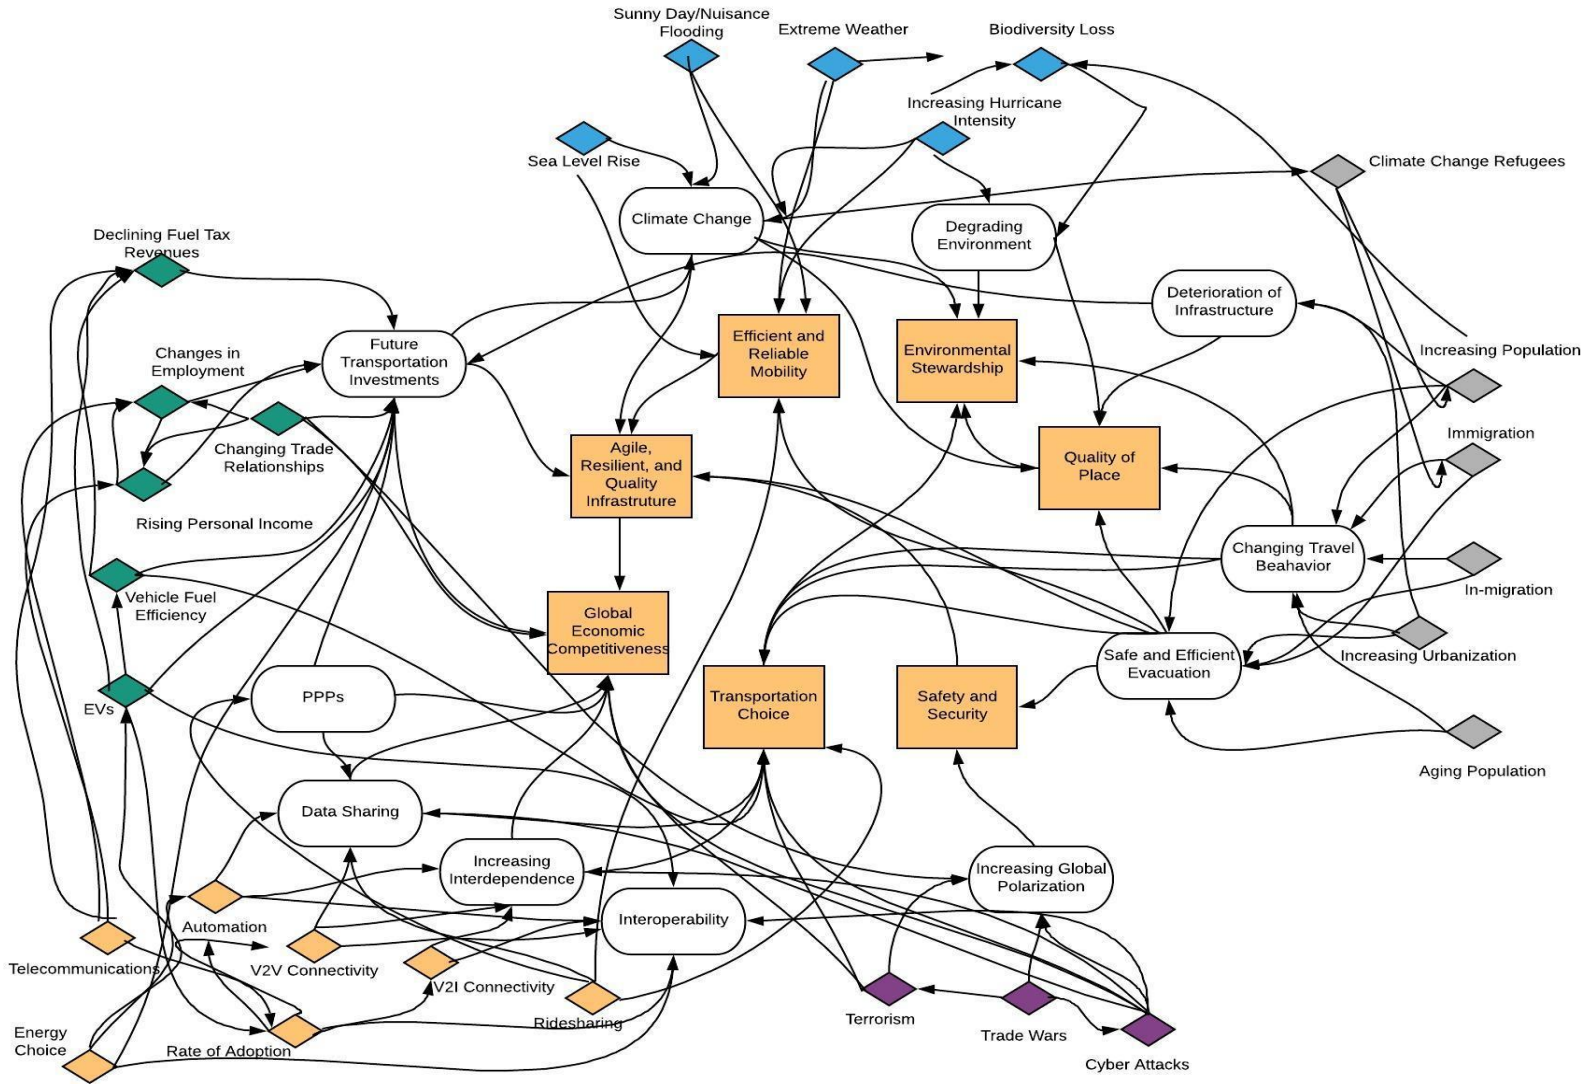 Sunny Day/Nuisance
Flooding
Extreme Weather
Biodiversity Loss
Increasing Hurricane
Intensity
Sea Level Rise
Climate Change Refugees
Climate Change
Degrading
Environment
Declining Fuel Tax
Revenues
Deterioration of
Infrastructure
Future
Transportation
Investments
Efficient and
Reliable
Mobility
Environmental
Stewardship
Increasing Population
Changes in
Employment
Changing Trade
Relationships
Agile,
Resilient, and
Quality
Infrastruture
Quality of
Place
Immigration
Rising Personal Income
Changing Travel
Beahavior
In-migration
Vehicle Fuel
Efficiency
Global
Economic
Competitiveness
Safe and Efficient
Evacuation
Increasing Urbanization
EVs
PPPs
Transportation
Choice
Safety and
Security
Aging Population
Data Sharing
Increasing
Interdependence
Increasing Global
Polarization
Interoperability
Automation
Telecommunications
V2V Connectivity
V2I Connectivity
Ridesharing
Terrorism
Trade Wars
Cyber Attacks
Energy
Choice
Rate of Adoption